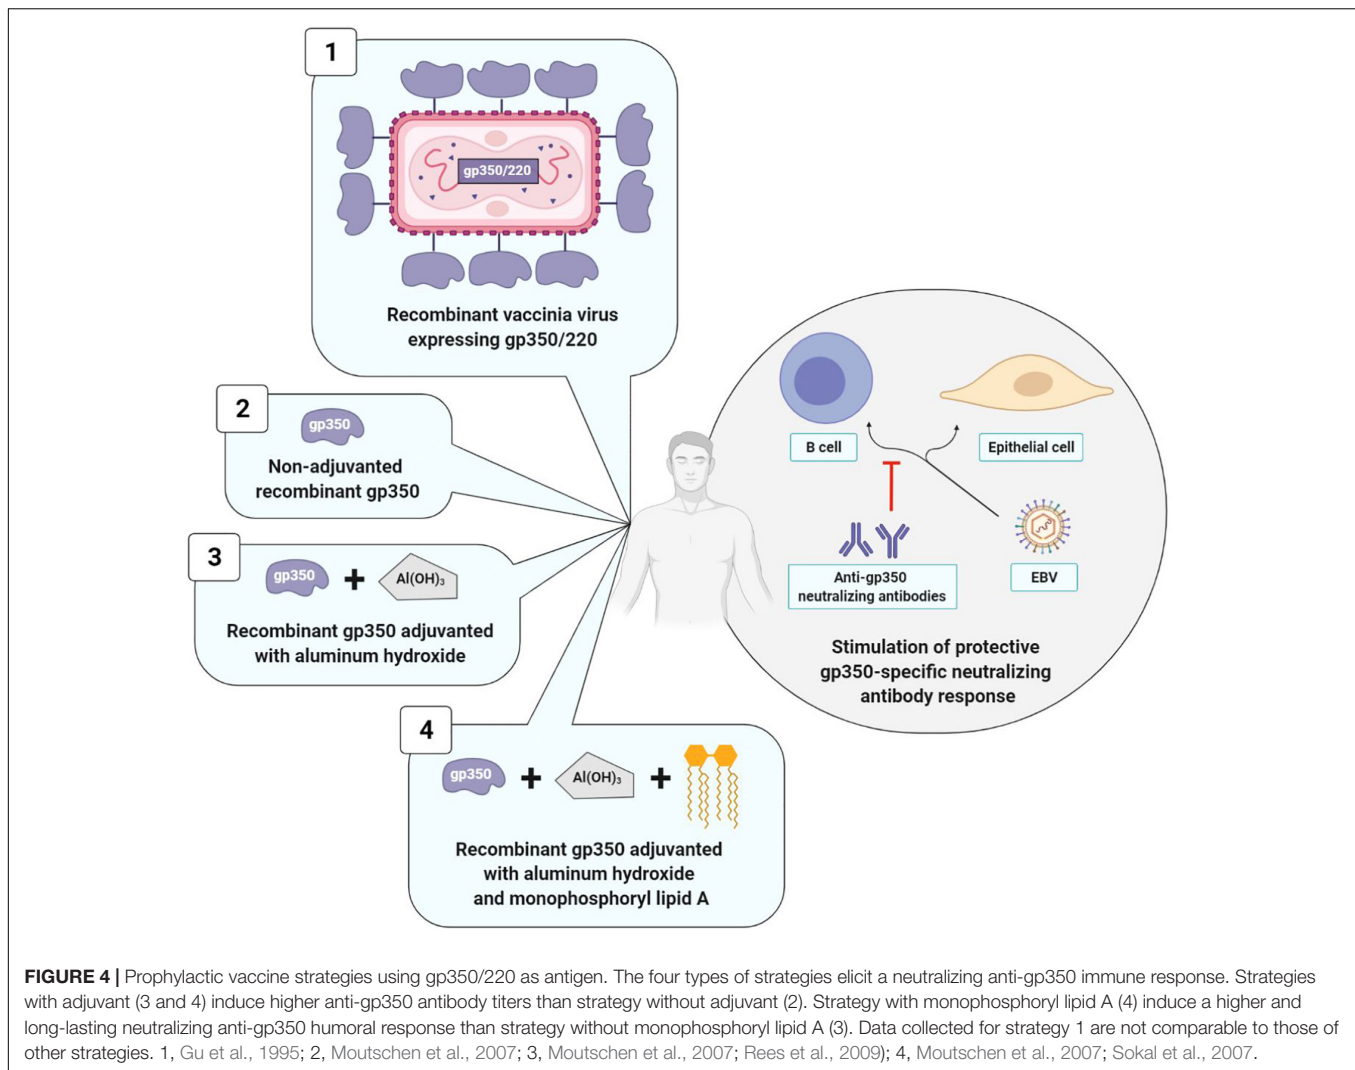 1
gp350/220
Recombinant vaccinia virus
expressing gp350/220
2
gp350
Non-adjuvanted
recombinant gp350
3
gp350 + Al(OH)₃
Recombinant gp350 adjuvanted
with aluminum hydroxide
4
gp350 + Al(OH)₃ +
Recombinant gp350 adjuvanted
with aluminum hydroxide
and monophosphoryl lipid A
B cell
Epithelial cell
Anti-gp350
neutralizing antibodies
EBV
Stimulation of protective
gp350-specific neutralizing
antibody response
FIGURE 4 | Prophylactic vaccine strategies using gp350/220 as antigen. The four types of strategies elicit a neutralizing anti-gp350 immune response. Strategies
with adjuvant (3 and 4) induce higher anti-gp350 antibody titers than strategy without adjuvant (2). Strategy with monophosphoryl lipid A (4) induce a higher and
long-lasting neutralizing anti-gp350 humoral response than strategy without monophosphoryl lipid A (3). Data collected for strategy 1 are not comparable to those of
other strategies. 1, Gu et al., 1995; 2, Moutschen et al., 2007; 3, Moutschen et al., 2007; Rees et al., 2009); 4, Moutschen et al., 2007; Sokal et al., 2007.